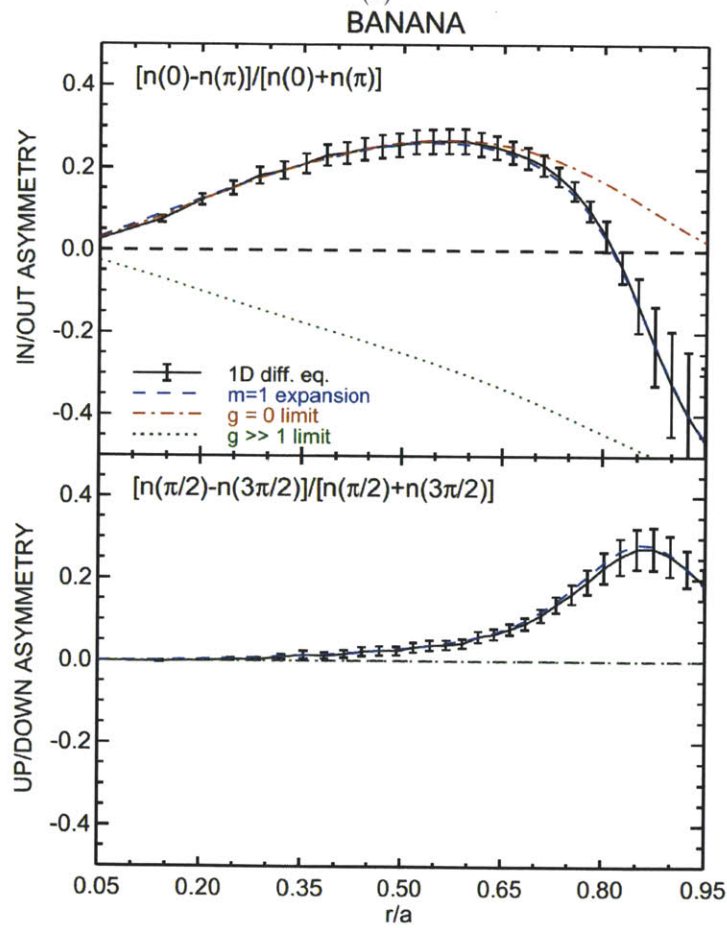 BANANA
[n(0)-n(π)]/[n(0)+n(π)]
IN/OUT ASYMMETRY
0.4
0.2
0.0
-0.2
-0.4
1D diff. eq.
m=1 expansion
g = 0 limit
g >> 1 limit
[n(π/2)-n(3π/2)]/[n(π/2)+n(3π/2)]
UP/DOWN ASYMMETRY
0.4
0.2
0.0
-0.2
-0.4
0.05 0.20 0.35 0.50 0.65 0.80 0.95
r/a